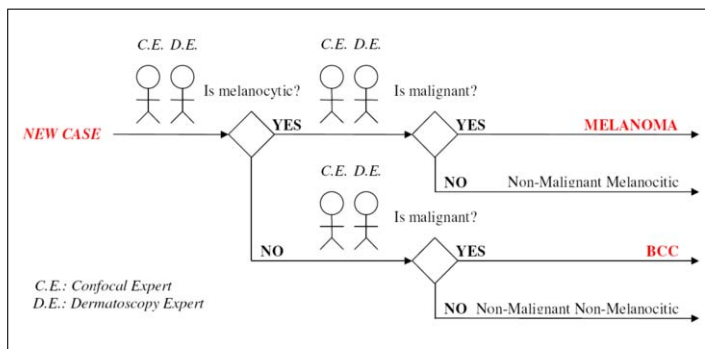 C.E. D.E.
C.E. D.E.
Is melanocytic?
Is malignant?
NEW CASE
YES
YES
MELANOMA
NO
Non-Malignant Melanocitic
C.E. D.E.
Is malignant?
NO
YES
BCC
C.E.: Confocal Expert
D.E.: Dermatoscopy Expert
NO Non-Malignant Non-Melanocitic